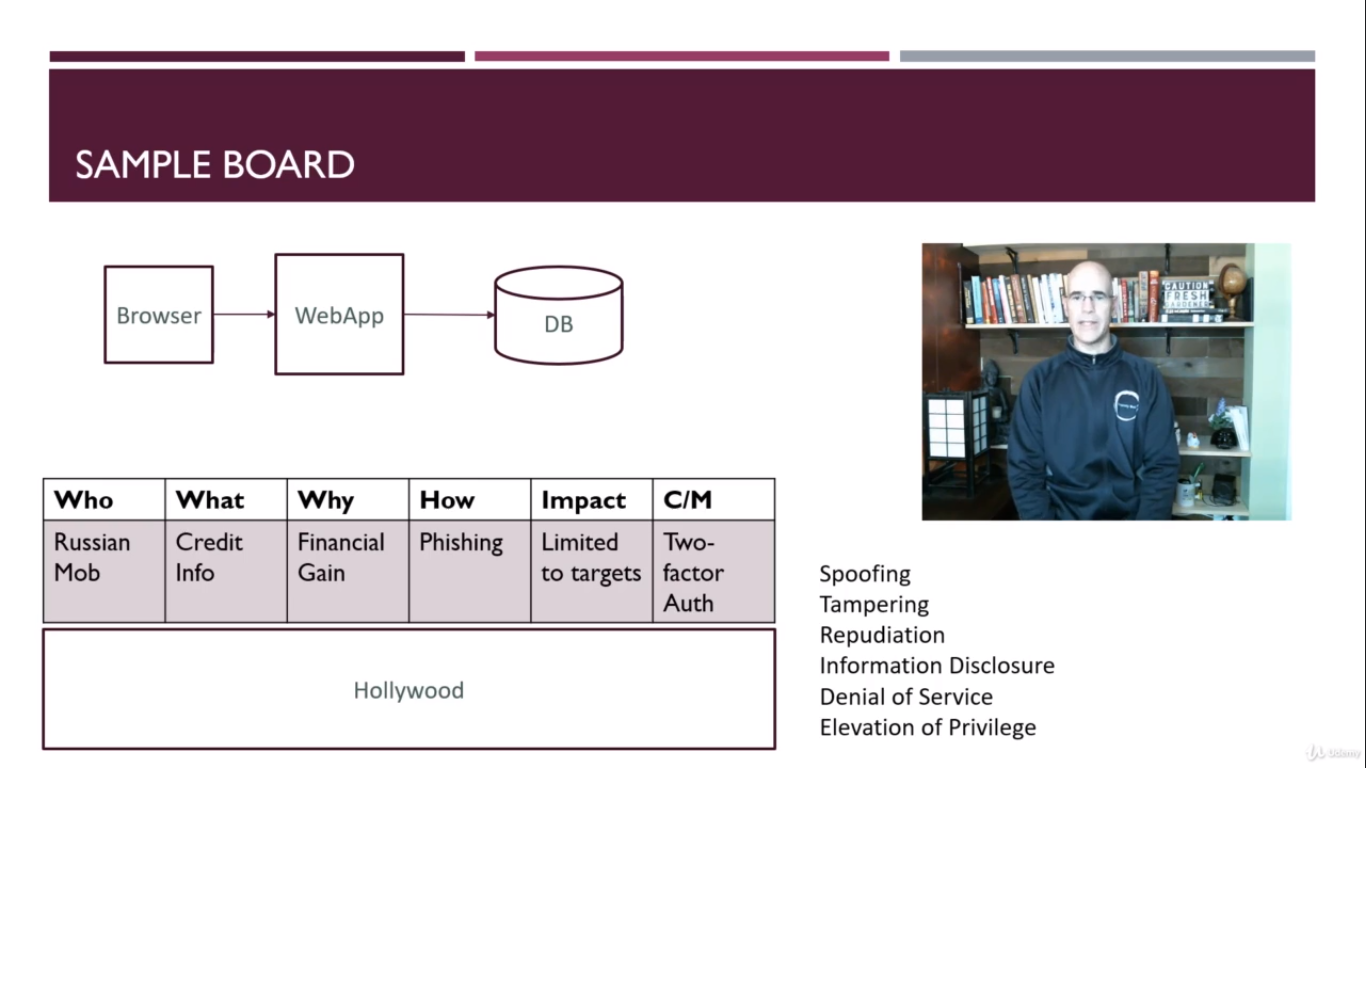 SAMPLE BOARD
Browser
WebApp
DB
CAUTION
FRESH
GARDENER
Who What Why How Impact C/M
Russian Credit Financial Phishing Limited Two-
Mob Info Gain to targets factor
Auth
Hollywood
Spoofing
Tampering
Repudiation
Information Disclosure
Denial of Service
Elevation of Privilege
Udemy